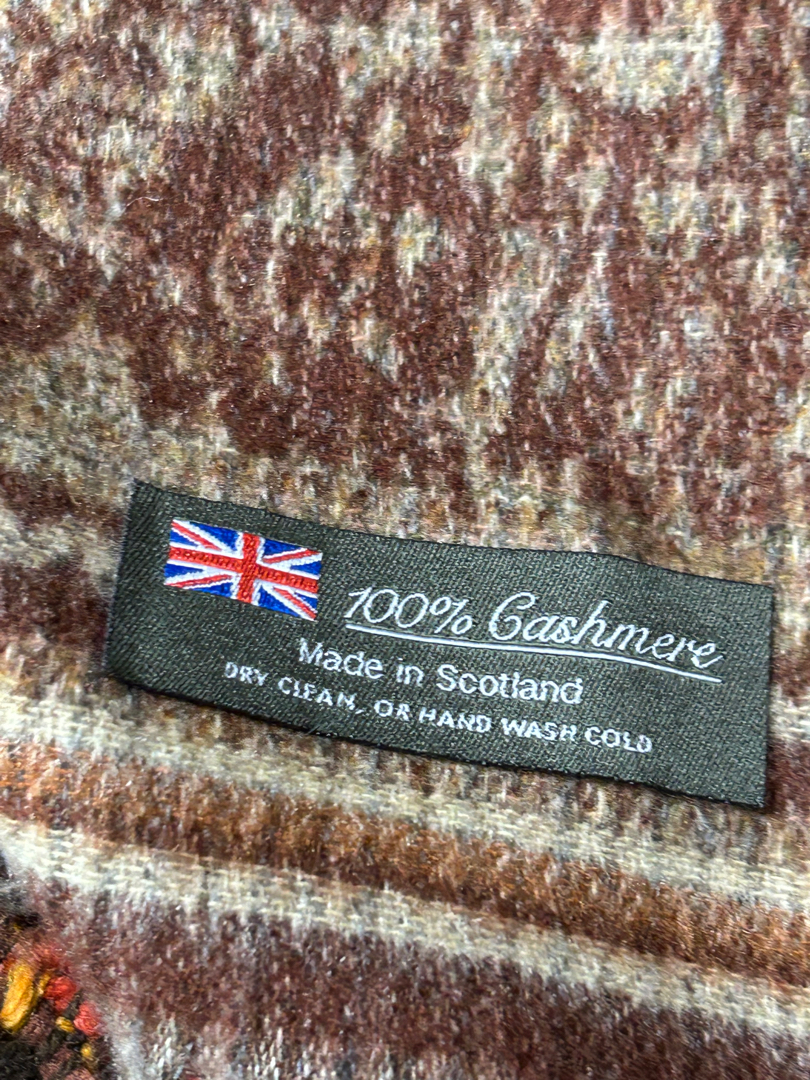 100% Cashmere
Made in Scotland
DRY CLEAN, OR HAND WASH COLD